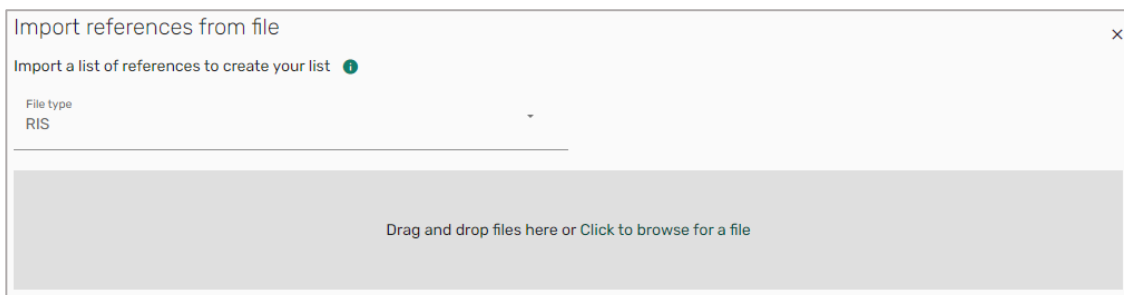 Import references from file
Import a list of references to create your list
File type
RIS
Drag and drop files here or Click to browse for a file